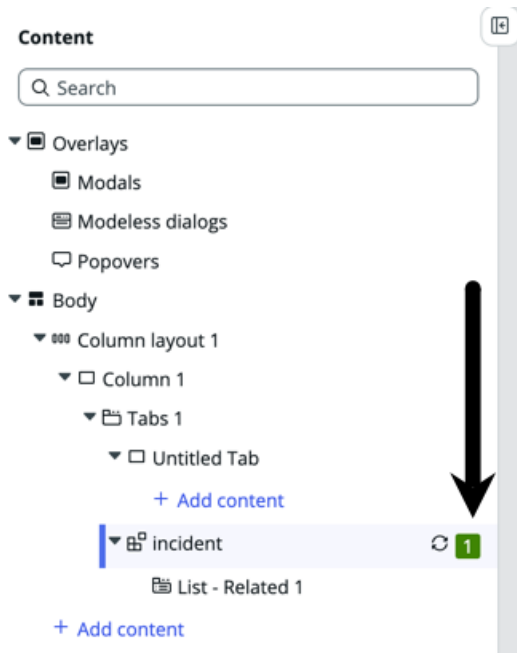 Content
Search
Overlays
Modals
Modeless dialogs
Popovers
Body
Column layout 1
Column 1
Tabs 1
Untitled Tab
+ Add content
incident 1
List - Related 1
+ Add content